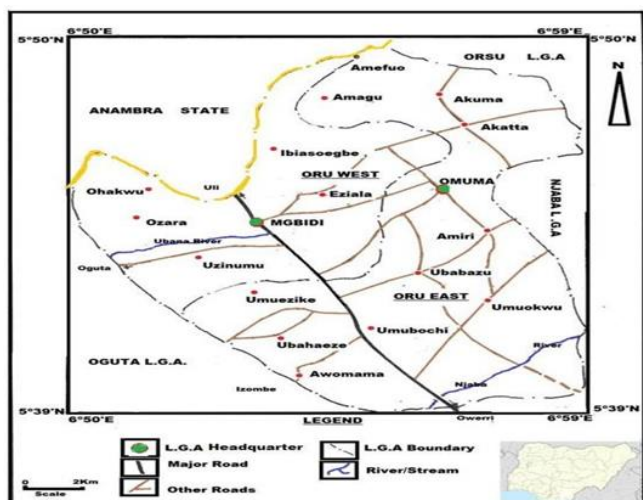 6°50'E 6°59'E
5°50'N 5°50'N
ORSU L.G.A
N
Amefuo
Amagu
Akuma
ANAMBRA STATE
Akatta
Ibiasoegbe
ORU WEST
OMUMA
Ohakwu
Uli
Eziala
NJABA L.G.A
Ozara
MGBIDI
Amiri
Ubana River
Oguta
Uzinumu
Ubabazu
Umuezike
ORU EAST
Umuokwu
Umubochi
River
Ubahaeze
OGUTA L.G.A.
Awomama
Izombe
Njaba
Owerri
5°39'N 5°39'N
6°50'E 6°59'E
LEGEND
L.G.A Headquarter
L.G.A Boundary
Major Road
River/Stream
Other Roads
0 2Km
Scale